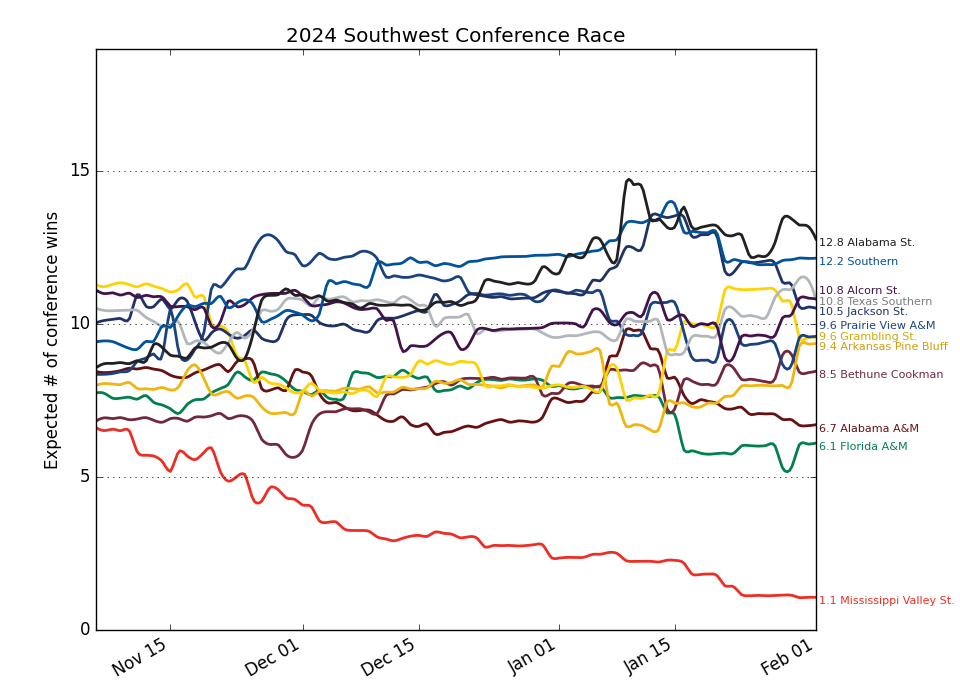 2024 Southwest Conference Race
Expected # of conference wins
15
10
5
0
Nov 15
Dec 01
Dec 15
Jan 01
Jan 15
Feb 01
12.8 Alabama St.
12.2 Southern
10.8 Alcorn St.
10.8 Texas Southern
10.5 Jackson St.
9.6 Prairie View A&M
9.6 Grambling St.
9.4 Arkansas Pine Bluff
8.5 Bethune Cookman
6.7 Alabama A&M
6.1 Florida A&M
1.1 Mississippi Valley St.